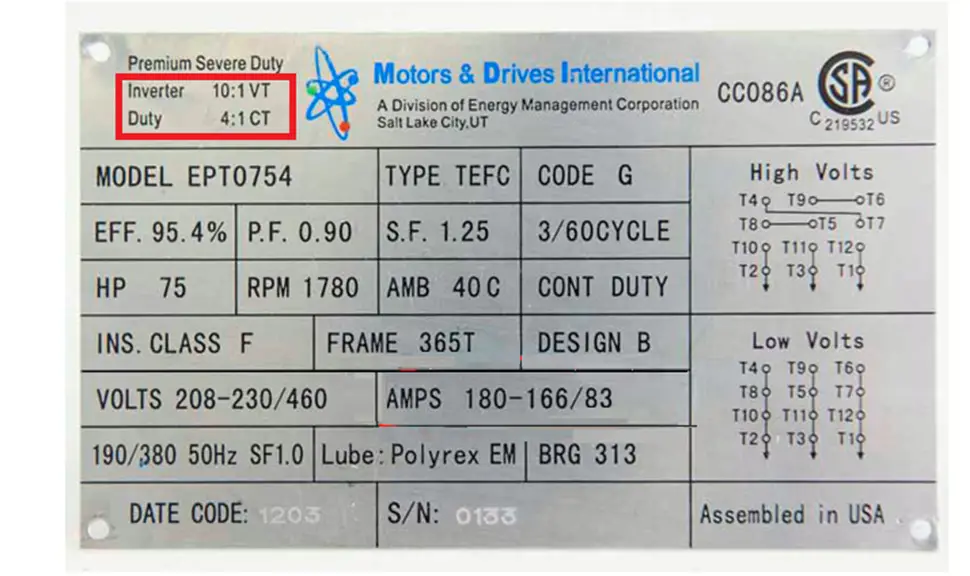 Premium Severe Duty
Inverter 10:1 VT
Duty 4:1 CT
Motors & Drives International
A Division of Energy Management Corporation
Salt Lake City,UT
CC086A
CSA
®
C 219532 US
MODEL EPT0754
TYPE TEFC
CODE G
EFF. 95.4%
P.F. 0.90
S.F. 1.25
3/60CYCLE
HP 75
RPM 1780
AMB 40C
CONT DUTY
INS. CLASS F
FRAME 365T
DESIGN B
VOLTS 208-230/460
AMPS 180-166/83
190/380 50Hz SF1.0
Lube: Polyrex EM
BRG 313
DATE CODE: 1203
S/N: 0133
High Volts
T4 T9 T6
T8 T5 T7
T10 T11 T12
T2 T3 T1
Low Volts
T4 T9 T6
T8 T5 T7
T10 T11 T12
T2 T3 T1
Assembled in USA